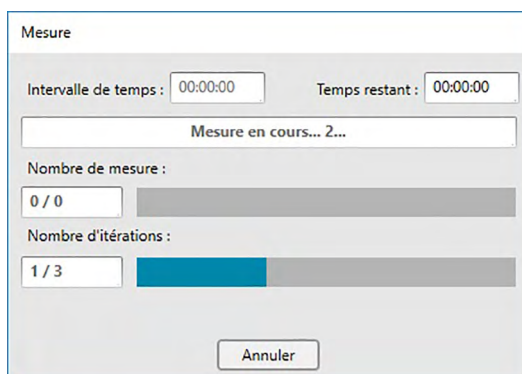 Mesure
Intervalle de temps : 00:00:00 Temps restant : 00:00:00
Mesure en cours... 2...
Nombre de mesure :
0 / 0
Nombre d'itérations :
1 / 3
Annuler